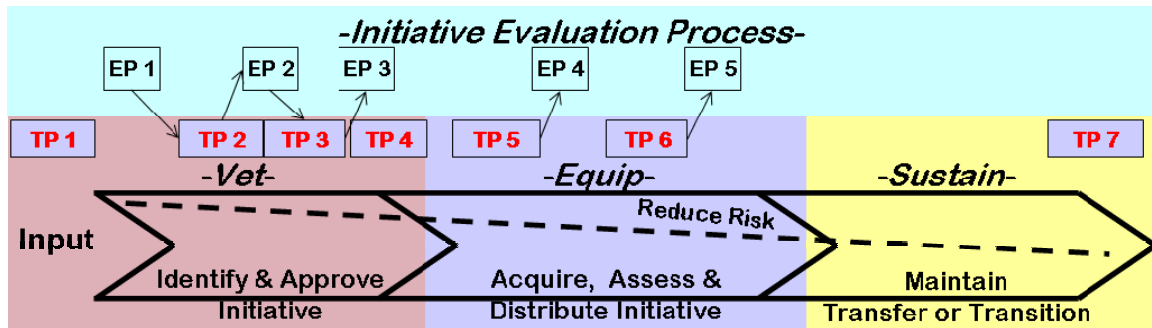 -Initiative Evaluation Process-
EP 1
EP 2
EP 3
EP 4
EP 5
TP 1
TP 2
TP 3
TP 4
TP 5
TP 6
TP 7
-Vet-
-Equip-
-Sustain-
Reduce Risk
Input
Identify & Approve
Initiative
Acquire, Assess &
Distribute Initiative
Maintain
Transfer or Transition